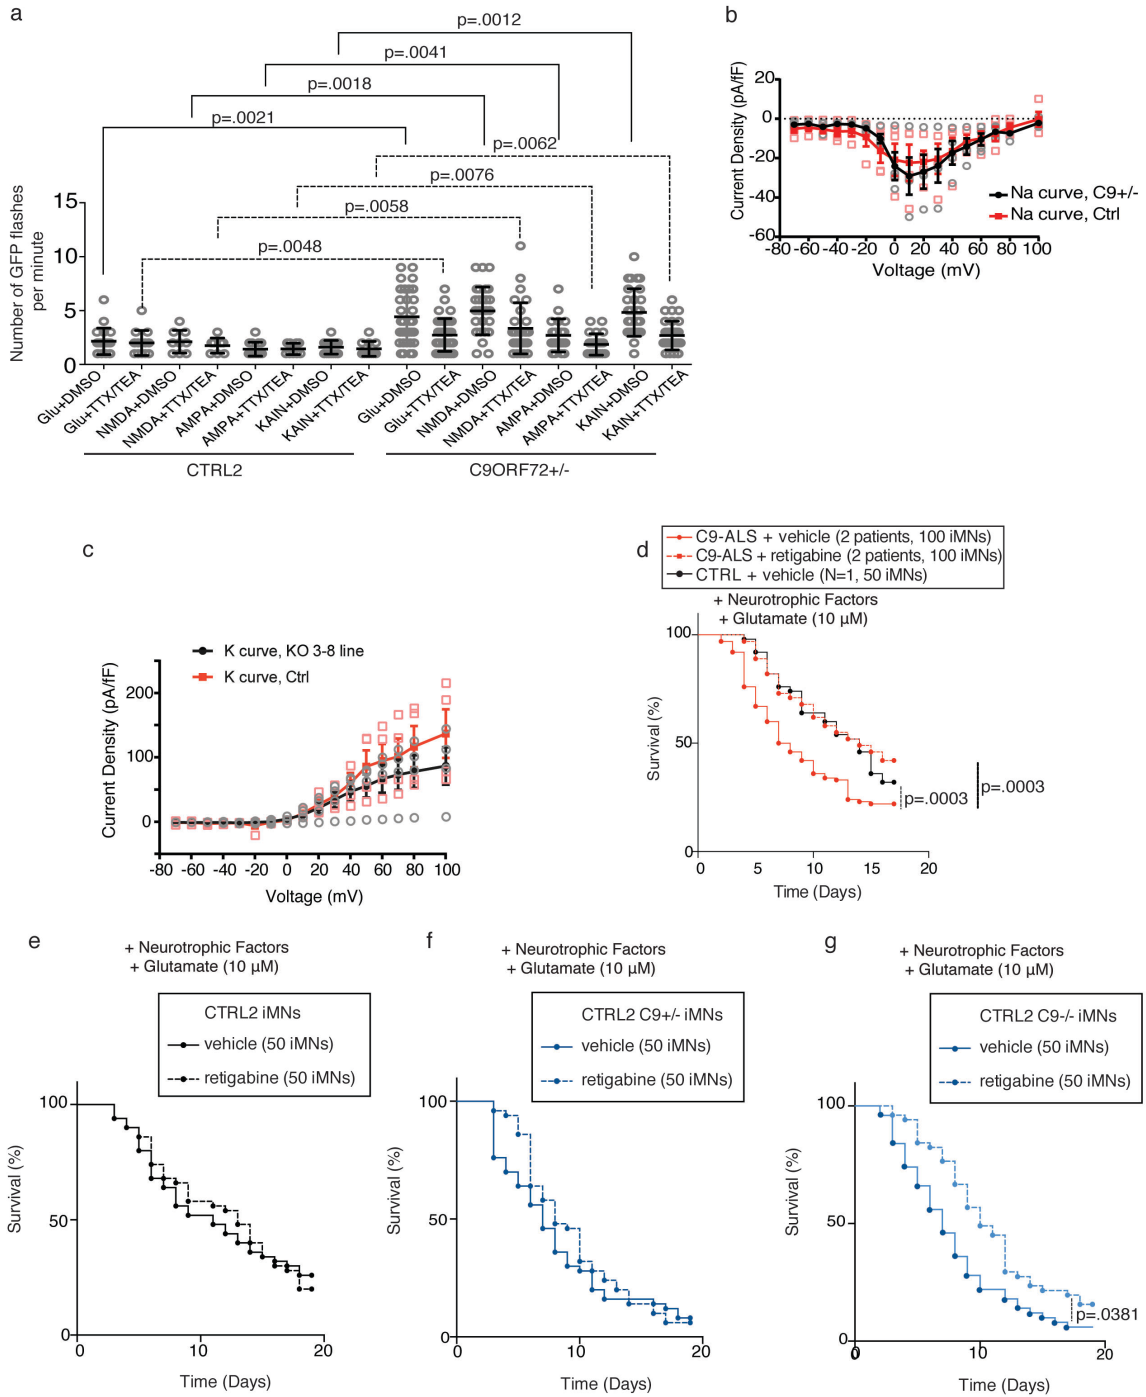 a
p=.0012
p=.0041
p=.0018
p=.0021
p=.0062
p=.0076
p=.0058
p=.0048
Number of GFP flashes
per minute
15
10
5
0
Glu+DMSO
Glu+TTX/TEA
NMDA+DMSO
NMDA+TTX/TEA
AMPA+DMSO
AMPA+TTX/TEA
KAIN+DMSO
KAIN+TTX/TEA
Glu+DMSO
Glu+TTX/TEA
NMDA+DMSO
NMDA+TTX/TEA
AMPA+DMSO
AMPA+TTX/TEA
KAIN+DMSO
KAIN+TTX/TEA
CTRL2
C9ORF72+/-
b
Current Density (pA/fF)
20
0
-20
-40
-60
Na curve, C9+/-
Na curve, Ctrl
-80 -60 -40 -20 0 20 40 60 80 100
Voltage (mV)
c
K curve, KO 3-8 line
K curve, Ctrl
Current Density (pA/fF)
200
100
0
-80 -60 -40 -20 0 20 40 60 80 100
Voltage (mV)
d
C9-ALS + vehicle (2 patients, 100 iMNs)
C9-ALS + retigabine (2 patients, 100 iMNs)
CTRL + vehicle (N=1, 50 iMNs)
+ Neurotrophic Factors
+ Glutamate (10 µM)
Survival (%)
100
50
0
p=.0003
p=.0003
0 5 10 15 20
Time (Days)
e
+ Neurotrophic Factors
+ Glutamate (10 µM)
CTRL2 iMNs
vehicle (50 iMNs)
retigabine (50 iMNs)
Survival (%)
100
50
0
0 10 20
Time (Days)
f
+ Neurotrophic Factors
+ Glutamate (10 µM)
CTRL2 C9+/- iMNs
vehicle (50 iMNs)
retigabine (50 iMNs)
Survival (%)
100
50
0
0 10 20
Time (Days)
g
+ Neurotrophic Factors
+ Glutamate (10 µM)
CTRL2 C9-/- iMNs
vehicle (50 iMNs)
retigabine (50 iMNs)
Survival (%)
100
50
0
p=.0381
0 10 20
Time (Days)